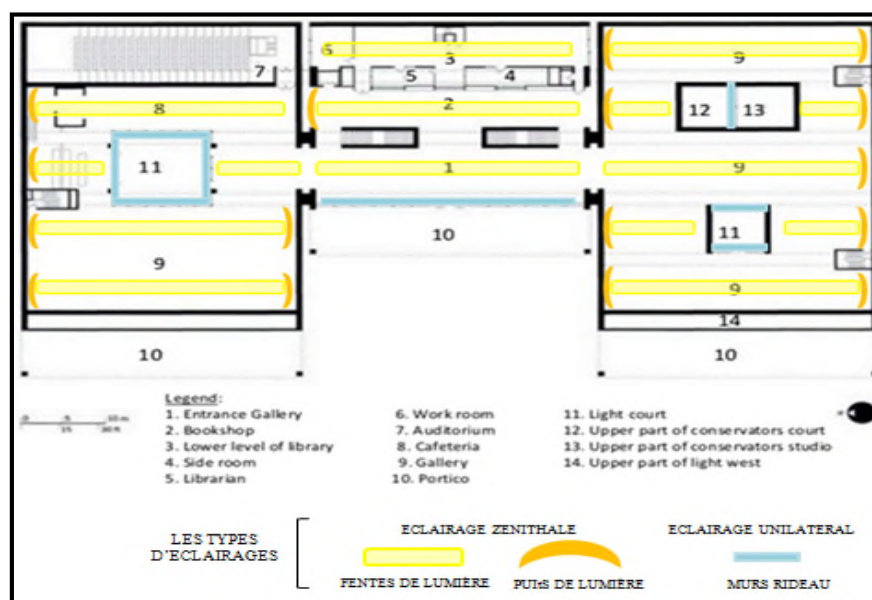 9
6
3
7
5
4
12
13
8
2
11
1
9
10
11
9
9
14
10
10
Legend:
1. Entrance Gallery
2. Bookshop
3. Lower level of library
4. Side room
5. Librarian
6. Work room
7. Auditorium
8. Cafeteria
9. Gallery
10. Portico
11. Light court
12. Upper part of conservators court
13. Upper part of conservators studio
14. Upper part of light west
LES TYPES
D'ECLAIRAGES
ECLAIRAGE ZENITHALE
ECLAIRAGE UNILATERAL
FENTES DE LUMIÈRE
PUItS DE LUMIÈRE
MURS RIDEAU